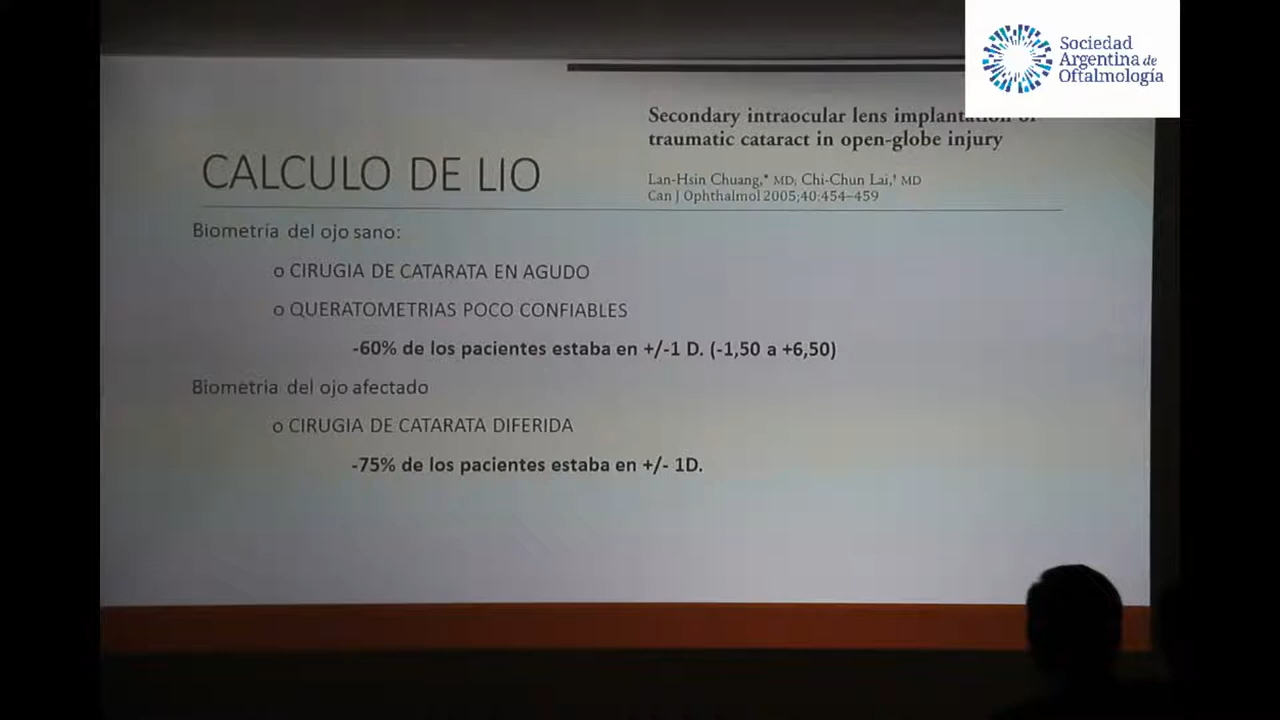 Sociedad
Argentina de
Oftalmología
Secondary intraocular lens implantation of
traumatic cataract in open-globe injury
CALCULO DE LIO
Lan-Hsin Chuang,* MD; Chi-Chun Lai,† MD
Can J Ophthalmol 2005;40:454–459
Biometría del ojo sano:
o CIRUGIA DE CATARATA EN AGUDO
o QUERATOMETRIAS POCO CONFIABLES
-60% de los pacientes estaba en +/-1 D. (-1,50 a +6,50)
Biometria del ojo afectado
o CIRUGIA DE CATARATA DIFERIDA
-75% de los pacientes estaba en +/- 1D.